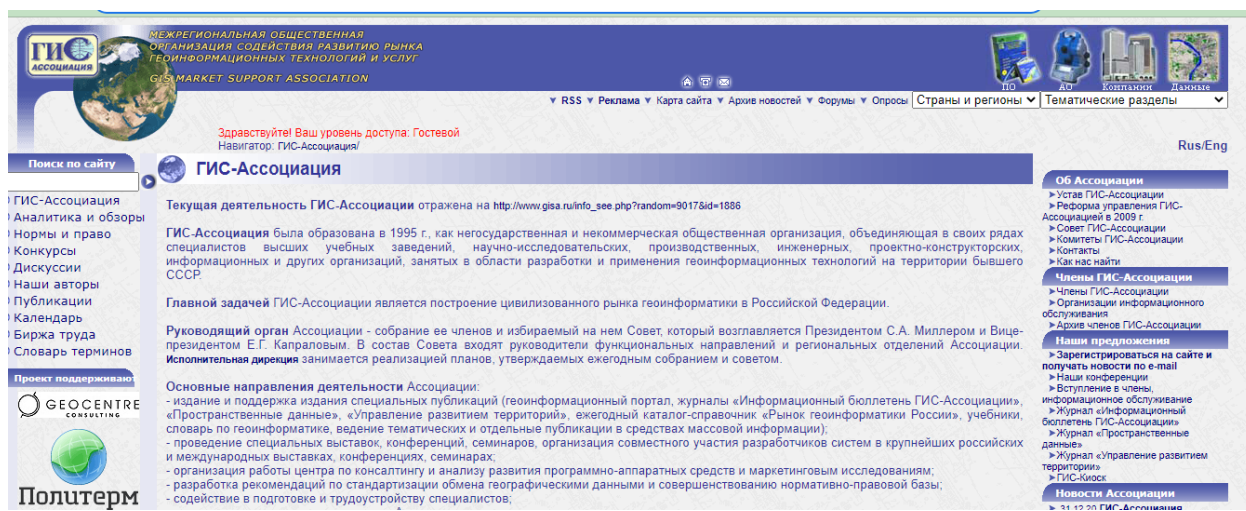 МЕЖРЕГИОНАЛЬНАЯ ОБЩЕСТВЕННАЯ
ОРГАНИЗАЦИЯ СОДЕЙСТВИЯ РАЗВИТИЮ РЫНКА
ГЕОИНФОРМАЦИОННЫХ ТЕХНОЛОГИЙ И УСЛУГ
GIS MARKET SUPPORT ASSOCIATION
ГИС
АССОЦИАЦИЯ
ПО АО Компании Данные
RSS Реклама Карта сайта Архив новостей Форумы Опросы Страны и регионы Тематические разделы
Здравствуйте! Ваш уровень доступа: Гостевой
Навигатор: ГИС-Ассоциация/
Rus/Eng
Поиск по сайту
ГИС-Ассоциация
Аналитика и обзоры
Нормы и право
Конкурсы
Дискуссии
Наши авторы
Публикации
Календарь
Биржа труда
Словарь терминов
Проект поддерживают
GEOCENTRE
CONSULTING
Политерм
ГИС-Ассоциация
Текущая деятельность ГИС-Ассоциации отражена на http://www.gisa.ru/info_see.php?random=9017&id=1886
ГИС-Ассоциация была образована в 1995 г., как негосударственная и некоммерческая общественная организация, объединяющая в своих рядах
специалистов высших учебных заведений, научно-исследовательских, производственных, инженерных, проектно-конструкторских,
информационных и других организаций, занятых в области разработки и применения геоинформационных технологий на территории бывшего
СССР.
Главной задачей ГИС-Ассоциации является построение цивилизованного рынка геоинформатики в Российской Федерации.
Руководящий орган Ассоциации - собрание ее членов и избираемый на нем Совет, который возглавляется Президентом С.А. Миллером и Вице-
президентом Е.Г. Капраловым. В состав Совета входят руководители функциональных направлений и региональных отделений Ассоциации.
Исполнительная дирекция занимается реализацией планов, утверждаемых ежегодным собранием и советом.
Основные направления деятельности Ассоциации:
- издание и поддержка издания специальных публикаций (геоинформационный портал, журналы «Информационный бюллетень ГИС-Ассоциации»,
«Пространственные данные», «Управление развитием территорий», ежегодный каталог-справочник «Рынок геоинформатики России», учебники,
словарь по геоинформатике, ведение тематических и отдельные публикации в средствах массовой информации);
- проведение специальных выставок, конференций, семинаров, организация совместного участия разработчиков систем в крупнейших российских
и международных выставках, конференциях, семинарах;
- организация работы центра по консалтингу и анализу развития программно-аппаратных средств и маркетинговым исследованиям;
- разработка рекомендаций по стандартизации обмена географическими данными и совершенствованию нормативно-правовой базы;
- содействие в подготовке и трудоустройству специалистов;
Об Ассоциации
Устав ГИС-Ассоциации
Реформа управления ГИС-
Ассоциацией в 2009 г.
Совет ГИС-Ассоциации
Комитеты ГИС-Ассоциации
Контакты
Как нас найти
Члены ГИС-Ассоциации
Члены ГИС-Ассоциации
Организации информационного
обслуживания
Архив членов ГИС-Ассоциации
Наши предложения
Зарегистрироваться на сайте и
получать новости по e-mail
Наши конференции
Вступление в члены,
информационное обслуживание
Журнал «Информационный
бюллетень ГИС-Ассоциации»
Журнал «Пространственные
данные»
Журнал «Управление развитием
территории»
ГИС-Киоск
Новости Ассоциации
31.12.20 ГИС-Ассоциация